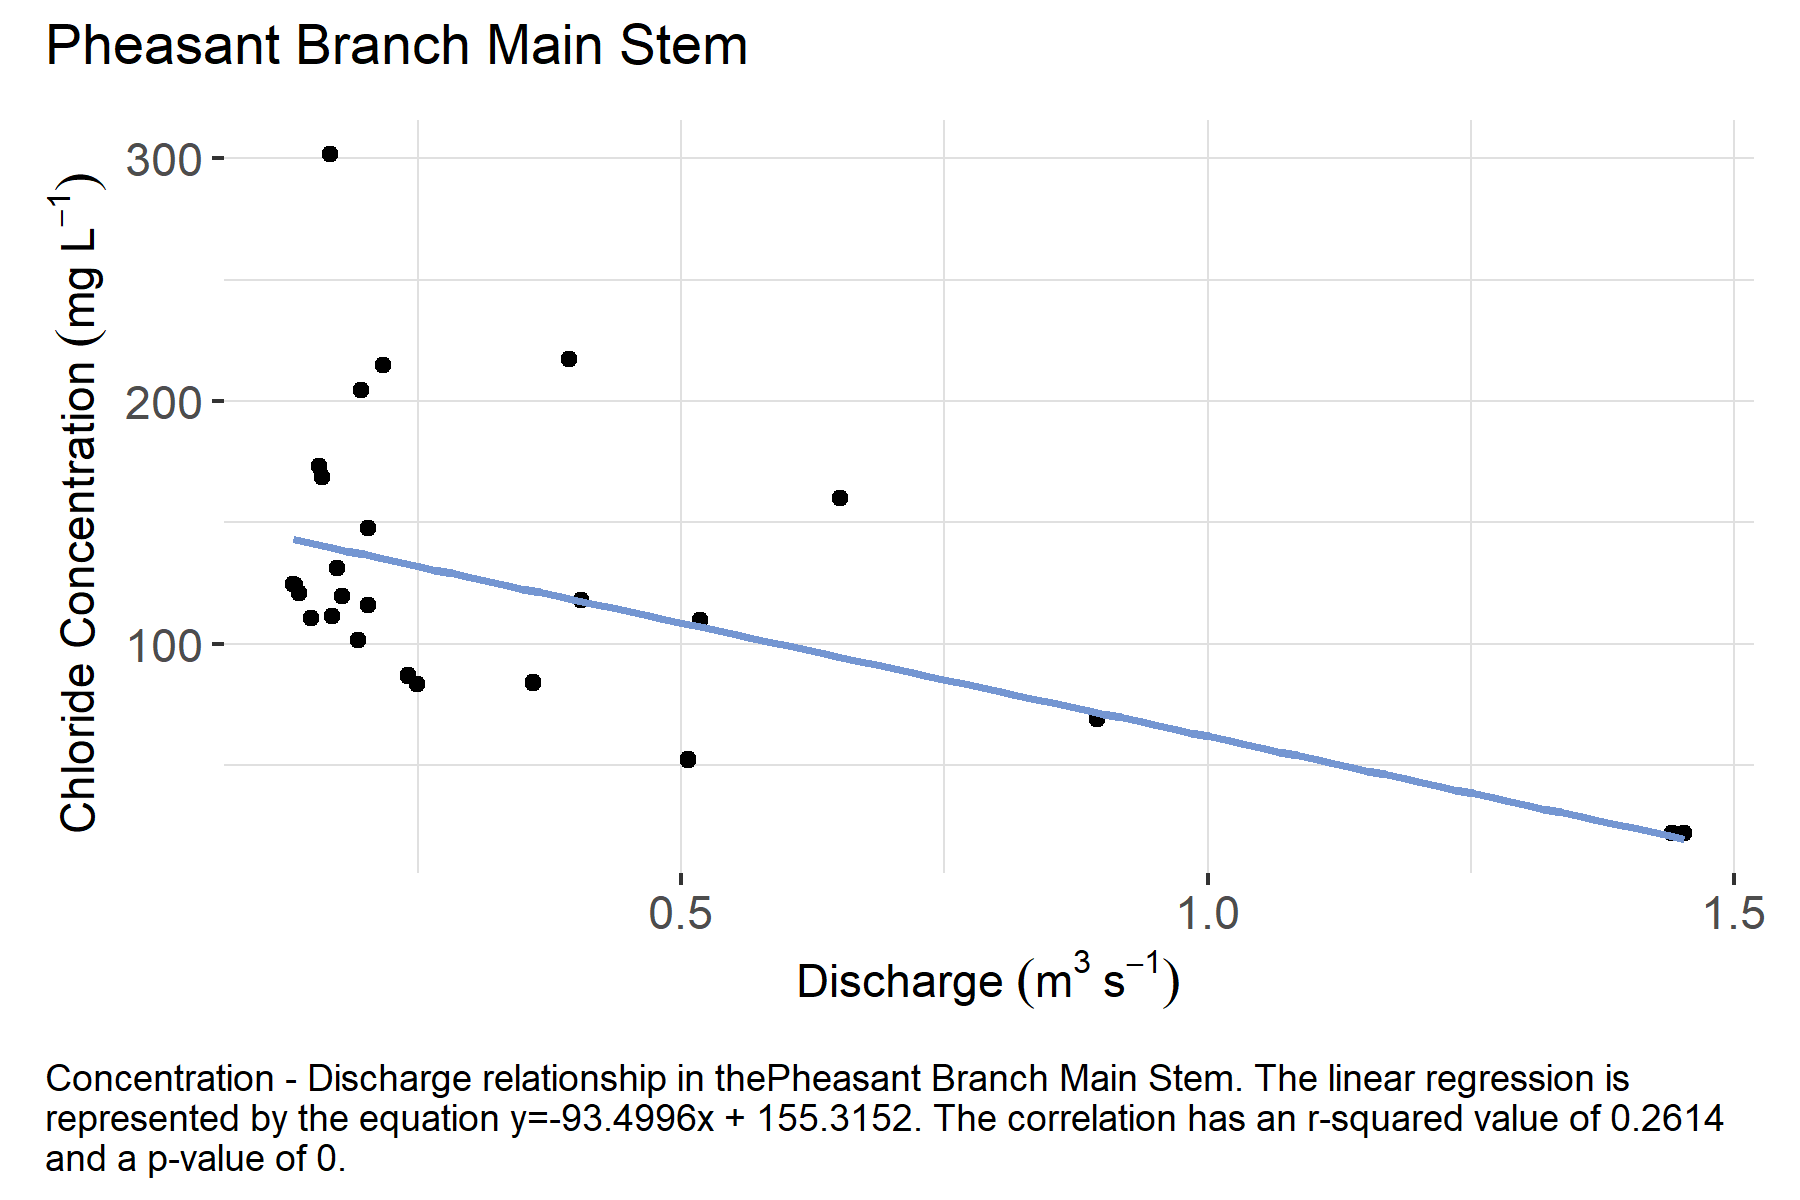 Pheasant Branch Main Stem
300
200
100
Chloride Concentration (mg L⁻¹)
0.5 1.0 1.5
Discharge (m³ s⁻¹)
Concentration - Discharge relationship in thePheasant Branch Main Stem. The linear regression is
represented by the equation y=-93.4996x + 155.3152. The correlation has an r-squared value of 0.2614
and a p-value of 0.